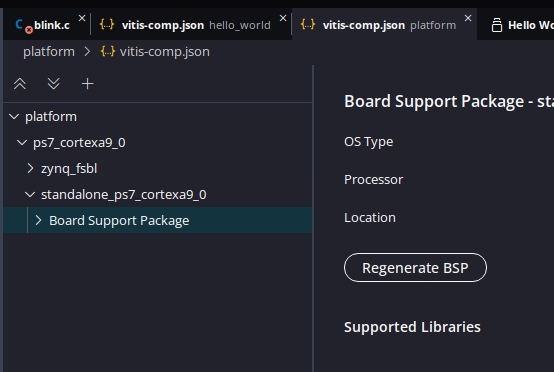 blink.c
vitis-comp.json hello_world
vitis-comp.json platform
Hello Wo
platform > vitis-comp.json
platform
ps7_cortexa9_0
zynq_fsbl
standalone_ps7_cortexa9_0
Board Support Package
Board Support Package - sta
OS Type
Processor
Location
Regenerate BSP
Supported Libraries